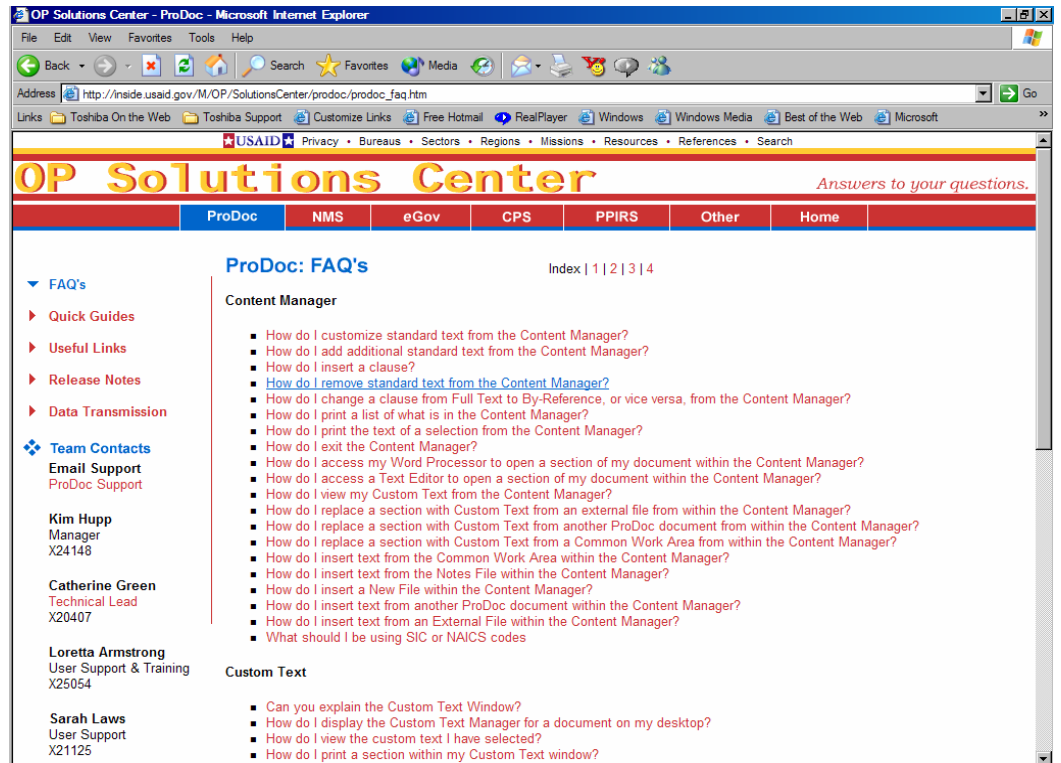 OP Solutions Center - ProDoc - Microsoft Internet Explorer
File Edit View Favorites Tools Help
Back Search Favorites Media
Address http://inside.usaid.gov/M/OP/SolutionsCenter/prodoc/prodoc_faq.htm Go
Links Toshiba On the Web Toshiba Support Customize Links Free Hotmail RealPlayer Windows Windows Media Best of the Web Microsoft »
USAID Privacy • Bureaus • Sectors • Regions • Missions • Resources • References • Search
OP Solutions Center
Answers to your questions.
ProDoc NMS eGov CPS PPIRS Other Home
FAQ's
Quick Guides
Useful Links
Release Notes
Data Transmission
Team Contacts
Email Support
ProDoc Support
Kim Hupp
Manager
X24148
Catherine Green
Technical Lead
X20407
Loretta Armstrong
User Support & Training
X25054
Sarah Laws
User Support
X21125
ProDoc: FAQ's
Index | 1 | 2 | 3 | 4
Content Manager
How do I customize standard text from the Content Manager?
How do I add additional standard text from the Content Manager?
How do I insert a clause?
How do I remove standard text from the Content Manager?
How do I change a clause from Full Text to By-Reference, or vice versa, from the Content Manager?
How do I print a list of what is in the Content Manager?
How do I print the text of a selection from the Content Manager?
How do I exit the Content Manager?
How do I access my Word Processor to open a section of my document within the Content Manager?
How do I access a Text Editor to open a section of my document within the Content Manager?
How do I view my Custom Text from the Content Manager?
How do I replace a section with Custom Text from an external file from within the Content Manager?
How do I replace a section with Custom Text from another ProDoc document from within the Content Manager?
How do I replace a section with Custom Text from a Common Work Area from within the Content Manager?
How do I insert text from the Common Work Area within the Content Manager?
How do I insert text from the Notes File within the Content Manager?
How do I insert a New File within the Content Manager?
How do I insert text from another ProDoc document within the Content Manager?
How do I insert text from an External File within the Content Manager?
What should I be using SIC or NAICS codes
Custom Text
Can you explain the Custom Text Window?
How do I display the Custom Text Manager for a document on my desktop?
How do I view the custom text I have selected?
How do I print a section within my Custom Text window?